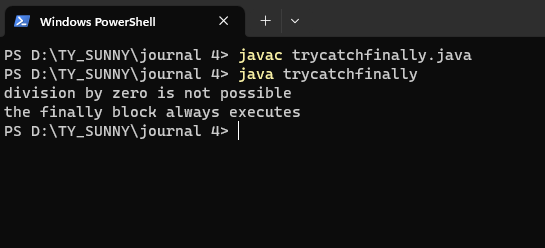 Windows PowerShell
PS D:\TY_SUNNY\journal 4> javac trycatchfinally.java
PS D:\TY_SUNNY\journal 4> java trycatchfinally
division by zero is not possible
the finally block always executes
PS D:\TY_SUNNY\journal 4>